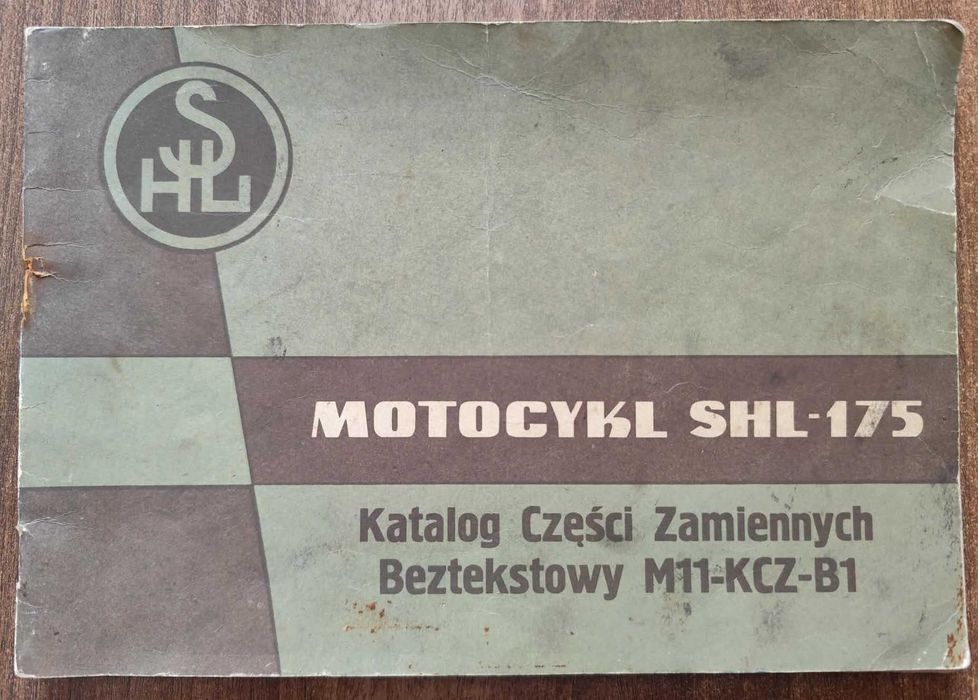 SHL
MOTOCYKL SHL-175
Katalog Części Zamiennych
Beztekstowy M11-KCZ-B1